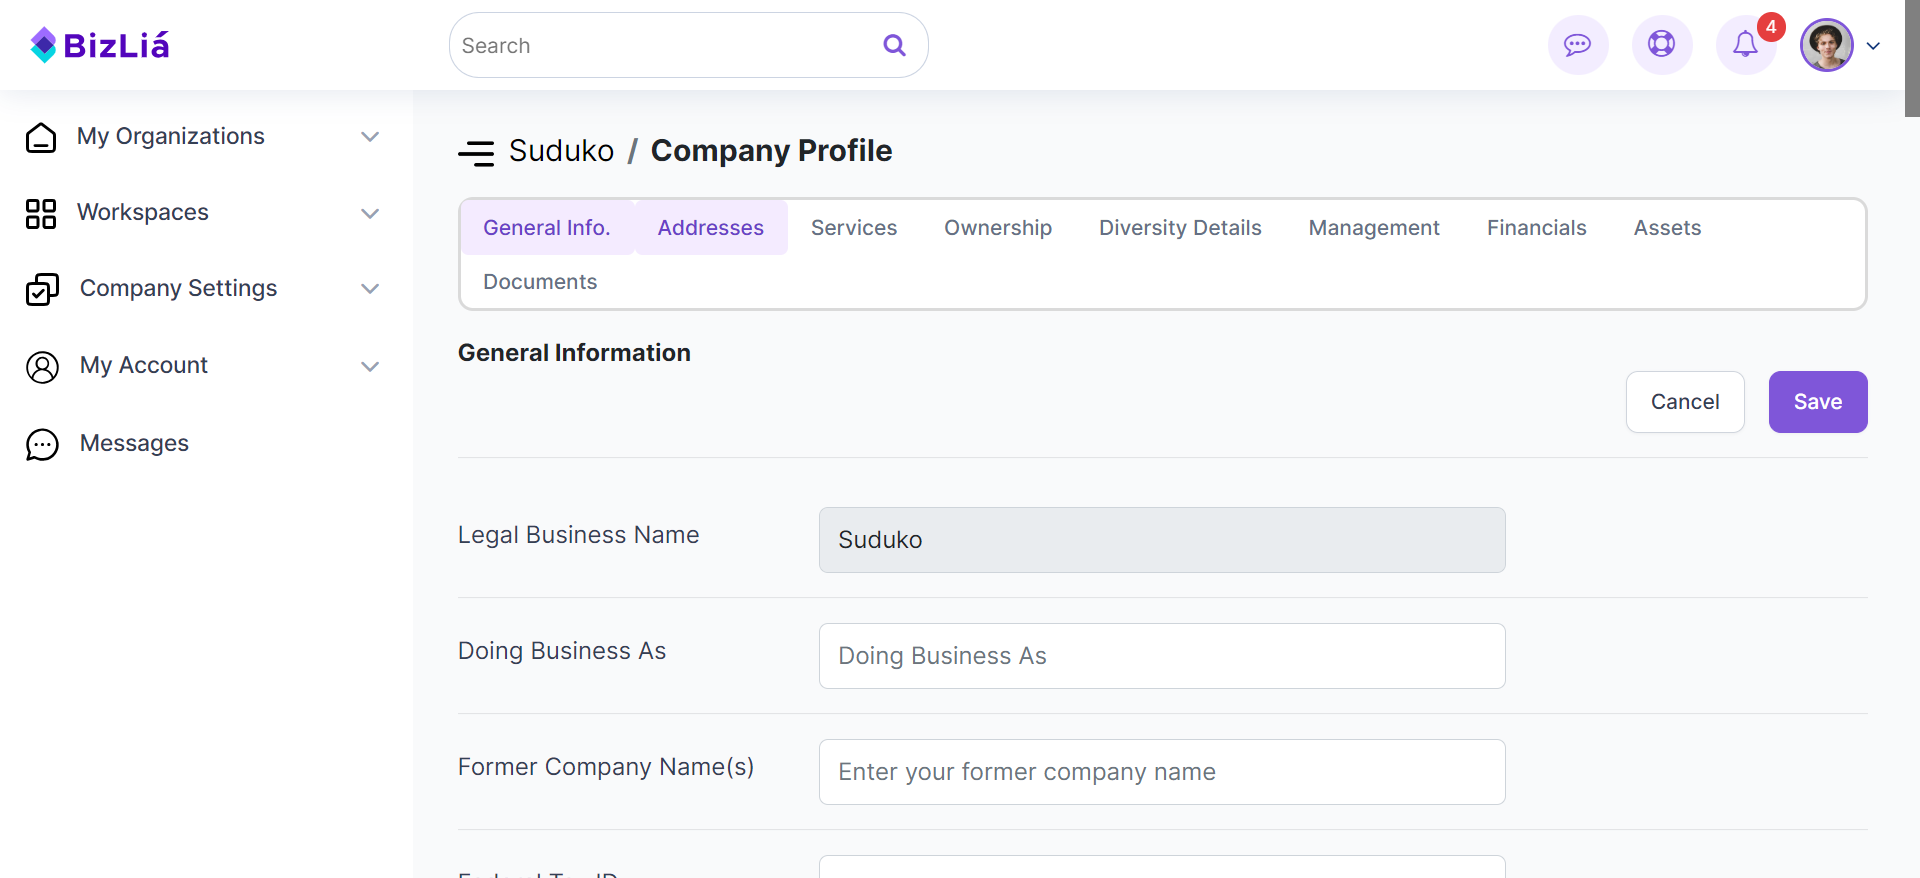 BizLiá
Search
4
My Organizations
Workspaces
Company Settings
My Account
Messages
Suduko / Company Profile
General Info. Addresses Services Ownership Diversity Details Management Financials Assets
Documents
General Information
Cancel Save
Legal Business Name Suduko
Doing Business As Doing Business As
Former Company Name(s) Enter your former company name